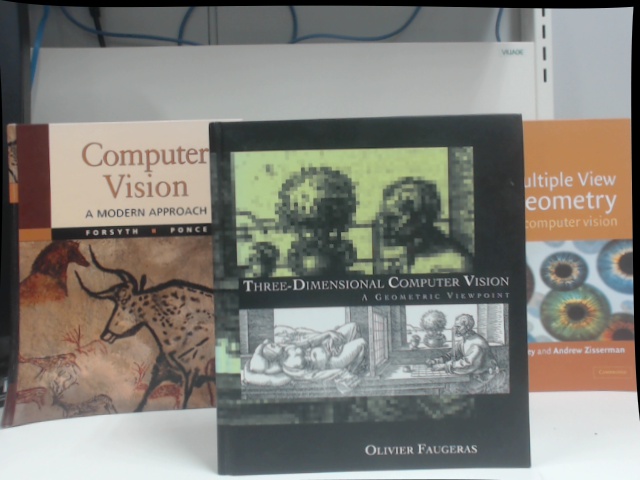 Computer
Vision
A MODERN APPROACH
FORSYTH PONCE
THREE-DIMENSIONAL COMPUTER VISION
A GEOMETRIC VIEWPOINT
OLIVIER FAUGERAS
ultiple View
eometry
computer vision
ey and Andrew Zisserman